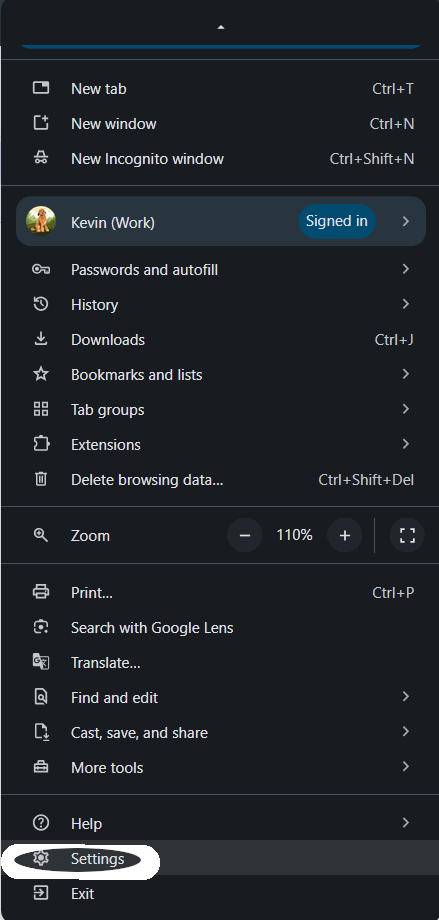 New tab Ctrl+T
New window Ctrl+N
New Incognito window Ctrl+Shift+N
Kevin (Work) Signed in
Passwords and autofill
History
Downloads Ctrl+J
Bookmarks and lists
Tab groups
Extensions
Delete browsing data... Ctrl+Shift+Del
Zoom − 110% +
Print... Ctrl+P
Search with Google Lens
Translate...
Find and edit
Cast, save, and share
More tools
Help
Settings
Exit